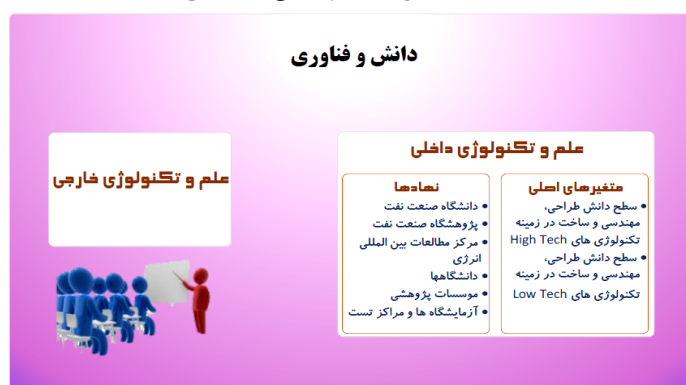 دانش و فناوری
علم و تکنولوژی داخلی
متغیرهای اصلی
• سطح دانش طراحی،
مهندسی و ساخت در زمینه
تکنولوژی های High Tech
• سطح دانش طراحی،
مهندسی و ساخت در زمینه
تکنولوژی های Low Tech
نهادها
• دانشگاه صنعت نفت
• پژوهشگاه صنعت نفت
• مرکز مطالعات بین المللی
انرژی
• دانشگاهها
• موسسات پژوهشی
• آزمایشگاه ها و مراکز تست
علم و تکنولوژی خارجی